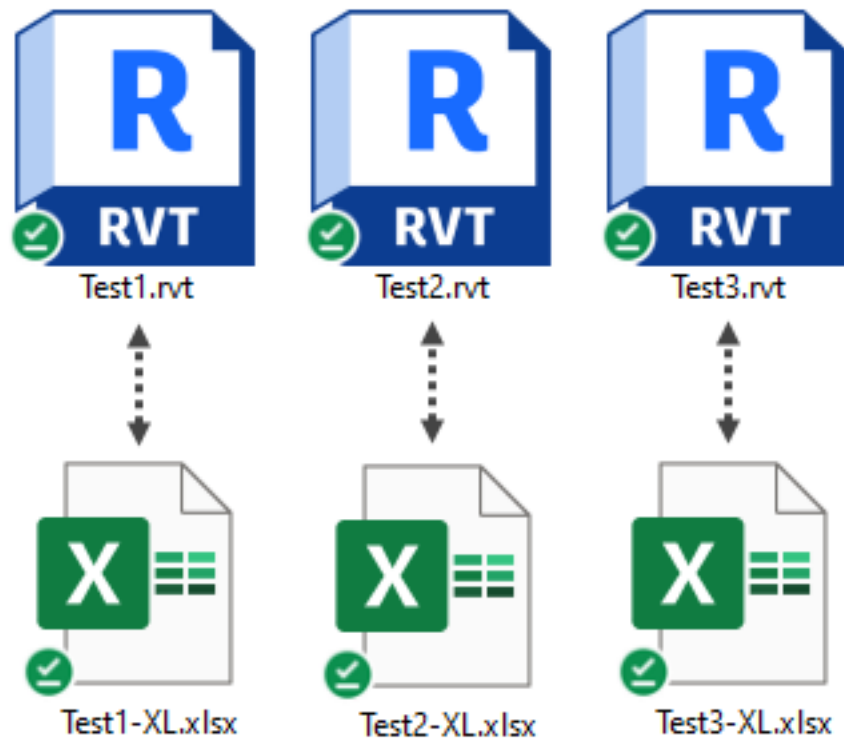 R R R
RVT RVT RVT
Test1.rvt Test2.rvt Test3.rvt
X X X
Test1-XL.xlsx Test2-XL.xlsx Test3-XL.xlsx